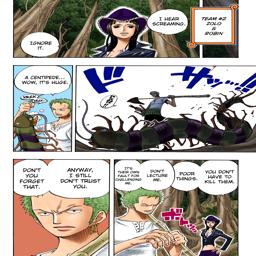 TEAM #2
ZOLO
&
ROBIN
I HEAR
SCREAMING.
IGNORE
IT.
A CENTIPEDE...
WOW, IT'S HUGE.
YOU DON'T
HAVE TO
KILL THEM.
POOR
THINGS.
DON'T
LECTURE
ME.
IT'S THEIR
OWN FAULT FOR
CHALLENGING
ME.
ANYWAY,
I STILL
DON'T TRUST
YOU.
DON'T
YOU
FORGET
THAT.